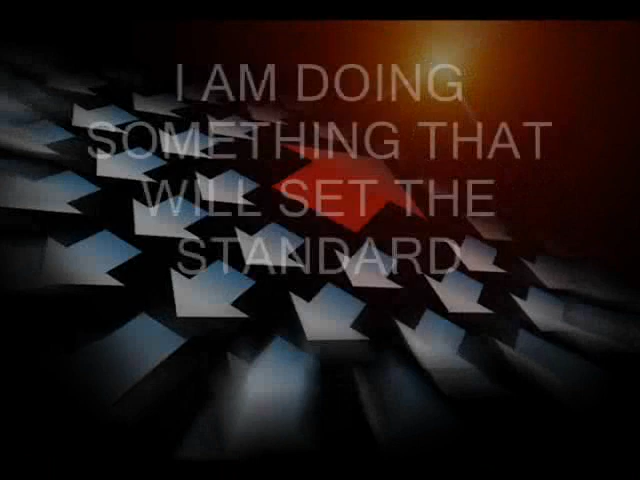 I AM DOING
SOMETHING THAT
WILL SET THE
STANDARD